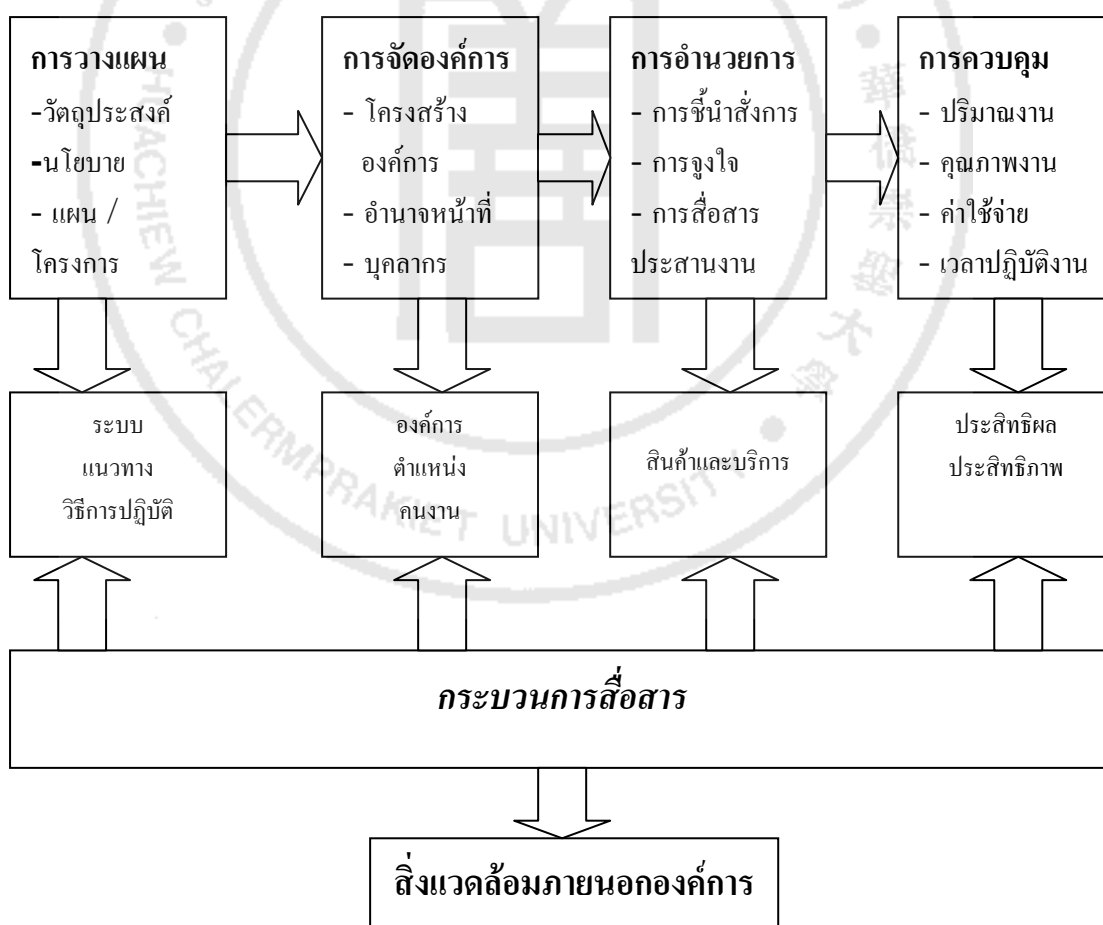 การวางแผน
-วัตถุประสงค์
-นโยบาย
- แผน /
โครงการ
การจัดองค์การ
- โครงสร้าง
องค์การ
- อำนาจหน้าที่
- บุคลากร
การอำนวยการ
- การชี้นำสั่งการ
- การจูงใจ
- การสื่อสาร
ประสานงาน
การควบคุม
- ปริมาณงาน
- คุณภาพงาน
- ค่าใช้จ่าย
- เวลาปฏิบัติงาน
ระบบ
แนวทาง
วิธีการปฏิบัติ
องค์การ
ตำแหน่ง
คนงาน
สินค้าและบริการ
ประสิทธิผล
ประสิทธิภาพ
กระบวนการสื่อสาร
สิ่งแวดล้อมภายนอกองค์การ
HUACHIEW CHALERMPRAKIET UNIVERSITY
華僑崇聖大學